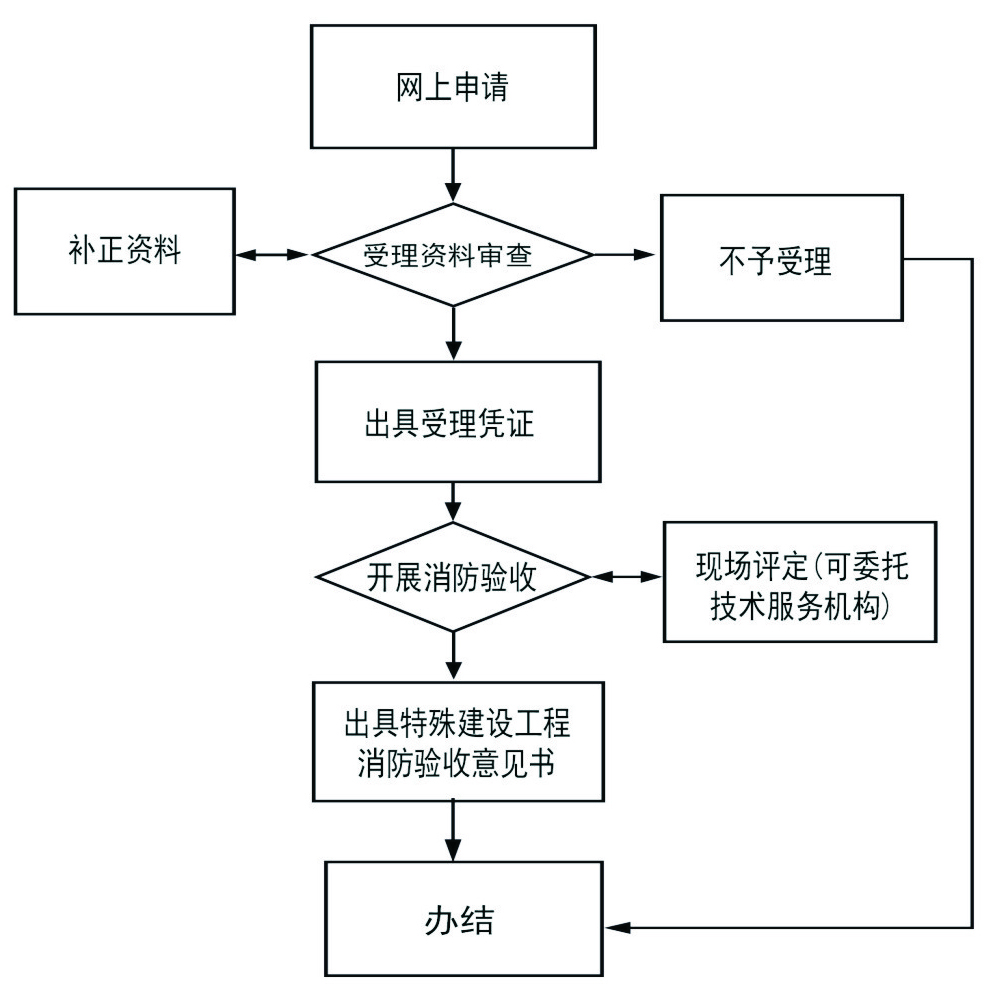 网上申请
补正资料
受理资料审查
不予受理
出具受理凭证
开展消防验收
现场评定(可委托
技术服务机构)
出具特殊建设工程
消防验收意见书
办结